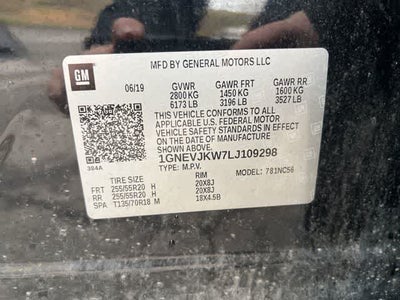 GM
MFD BY GENERAL MOTORS LLC
06/19 GVWR GAWR FRT GAWR RR
2800 KG 1450 KG 1600 KG
6173 LB 3196 LB 3527 LB
THIS VEHICLE CONFORMS TO ALL
APPLICABLE U.S. FEDERAL MOTOR
VEHICLE SAFETY STANDARDS IN EFFECT
ON THE DATE OF MANUFACTURE
SHOWN ABOVE.
1GNEVJKW7LJ109298
TYPE: M.P.V. MODEL: 781NC56
384A
TIRE SIZE RIM
FRT 255/55R20 H 20X8J
RR 255/55R20 H 20X8J
SPA T135/70R18 M 18X4.5B